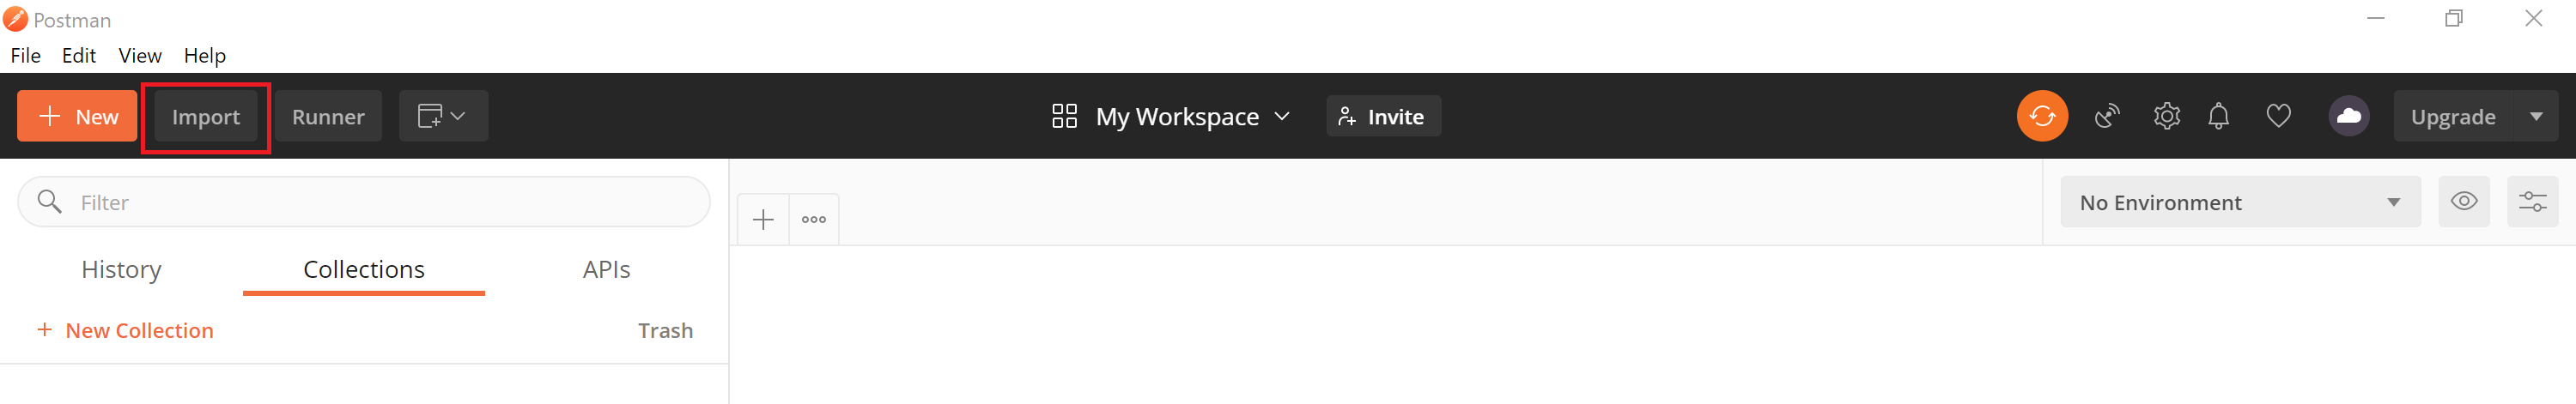 Postman
File Edit View Help
New Import Runner My Workspace Invite Upgrade
Filter
No Environment
History Collections APIs
+ New Collection Trash